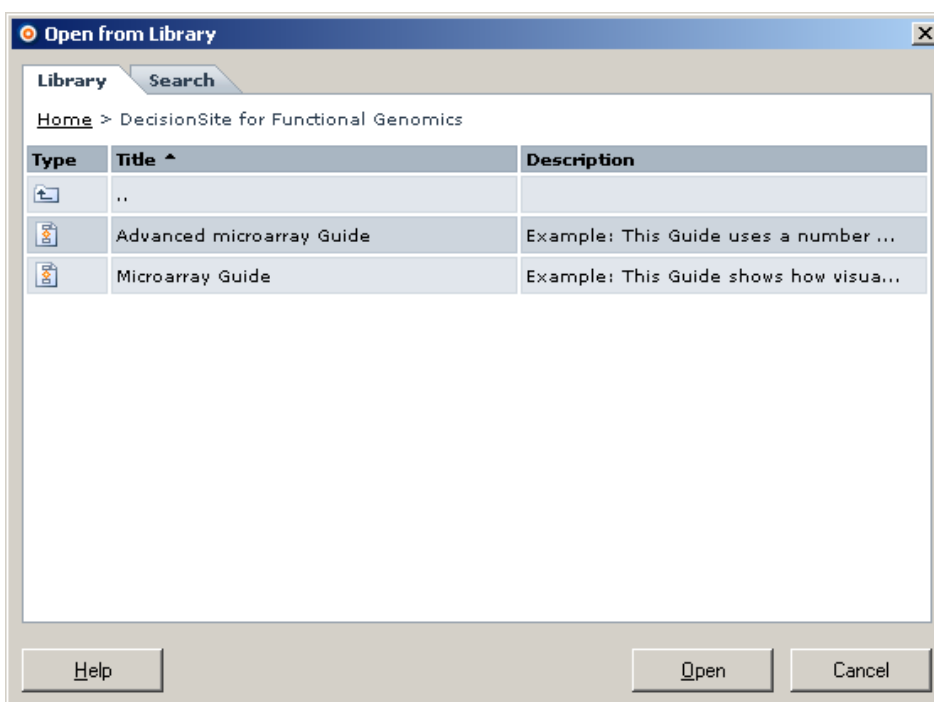 Open from Library
Library Search
Home > DecisionSite for Functional Genomics
Type Title Description
..
Advanced microarray Guide Example: This Guide uses a number ...
Microarray Guide Example: This Guide shows how visua...
Help Open Cancel